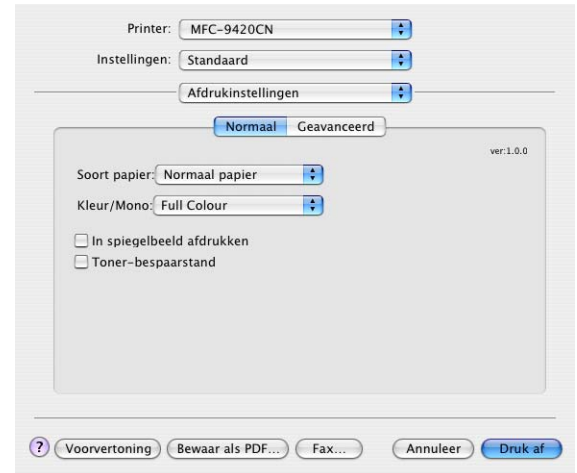 Printer: MFC-9420CN
Instellingen: Standaard
Afdrukinstellingen
Normaal Geavanceerd
ver:1.0.0
Soort papier: Normaal papier
Kleur/Mono: Full Colour
In spiegelbeeld afdrukken
Toner-bespaarstand
? Voorvertoning Bewaar als PDF... Fax... Annuleer Druk af